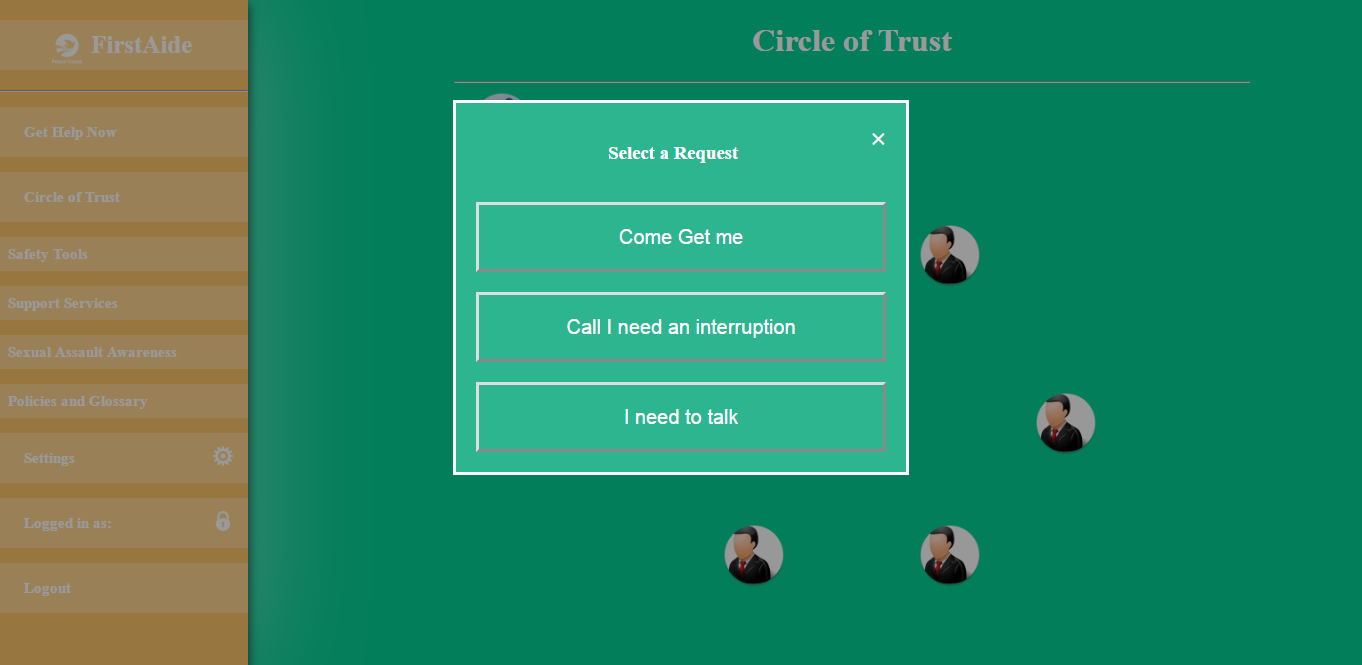 FirstAide
Get Help Now
Circle of Trust
Safety Tools
Support Services
Sexual Assault Awareness
Policies and Glossary
Settings
Logged in as:
Logout
Circle of Trust
Select a Request
×
Come Get me
Call I need an interruption
I need to talk